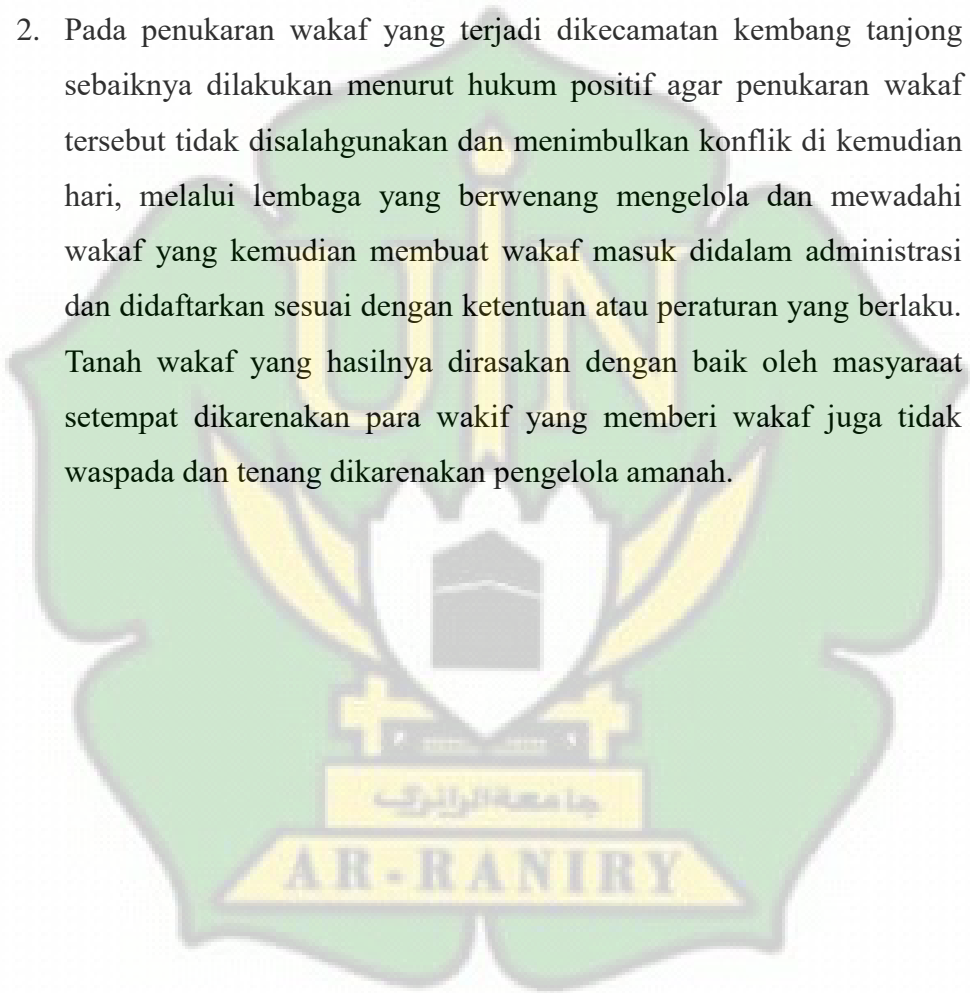 2. Pada penukaran wakaf yang terjadi dikecamatan kembang tanjong
sebaiknya dilakukan menurut hukum positif agar penukaran wakaf
tersebut tidak disalahgunakan dan menimbulkan konflik di kemudian
hari, melalui lembaga yang berwenang mengelola dan mewadahi
wakaf yang kemudian membuat wakaf masuk didalam administrasi
dan didaftarkan sesuai dengan ketentuan atau peraturan yang berlaku.
Tanah wakaf yang hasilnya dirasakan dengan baik oleh masyaraat
setempat dikarenakan para wakif yang memberi wakaf juga tidak
waspada dan tenang dikarenakan pengelola amanah.
UIN
جامعة الرانري
AR-RANIRY